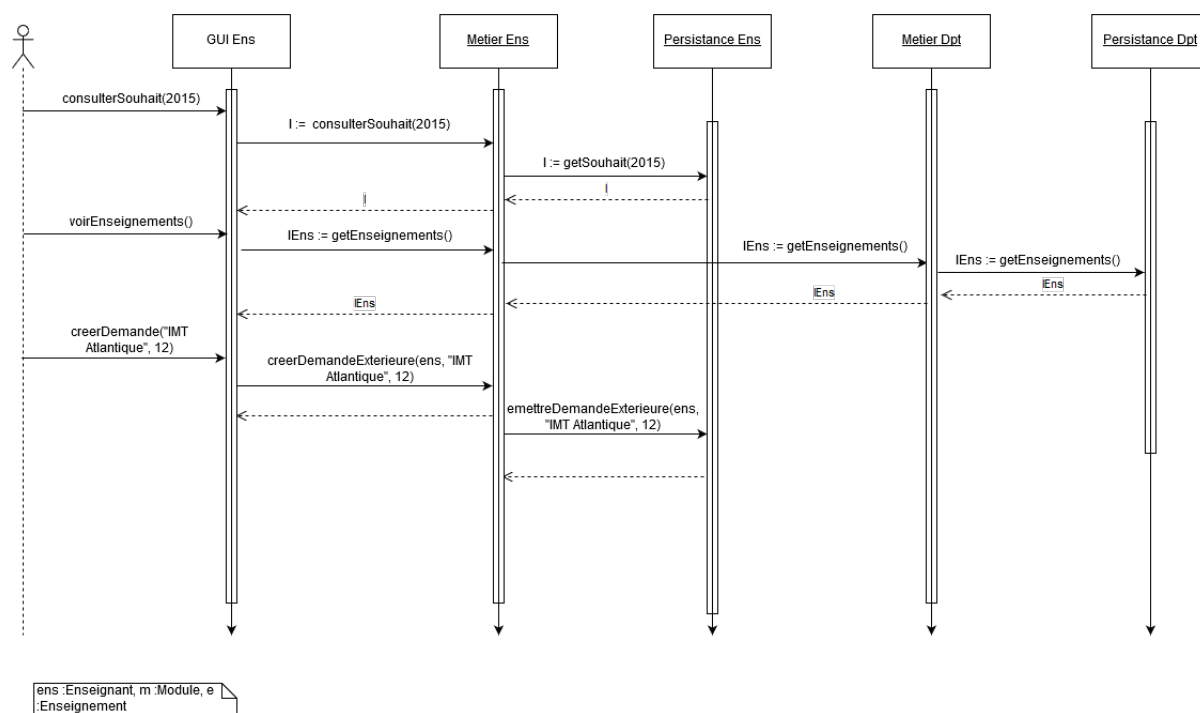 GUI Ens
Metier Ens
Persistance Ens
Metier Dpt
Persistance Dpt
consulterSouhait(2015)
l := consulterSouhait(2015)
l := getSouhait(2015)
l
l
voirEnseignements()
lEns := getEnseignements()
lEns := getEnseignements()
lEns := getEnseignements()
lEns
lEns
lEns
creerDemande("IMT
Atlantique", 12)
creerDemandeExterieure(ens, "IMT
Atlantique", 12)
emettreDemandeExterieure(ens,
"IMT Atlantique", 12)
ens :Enseignant, m :Module, e
:Enseignement